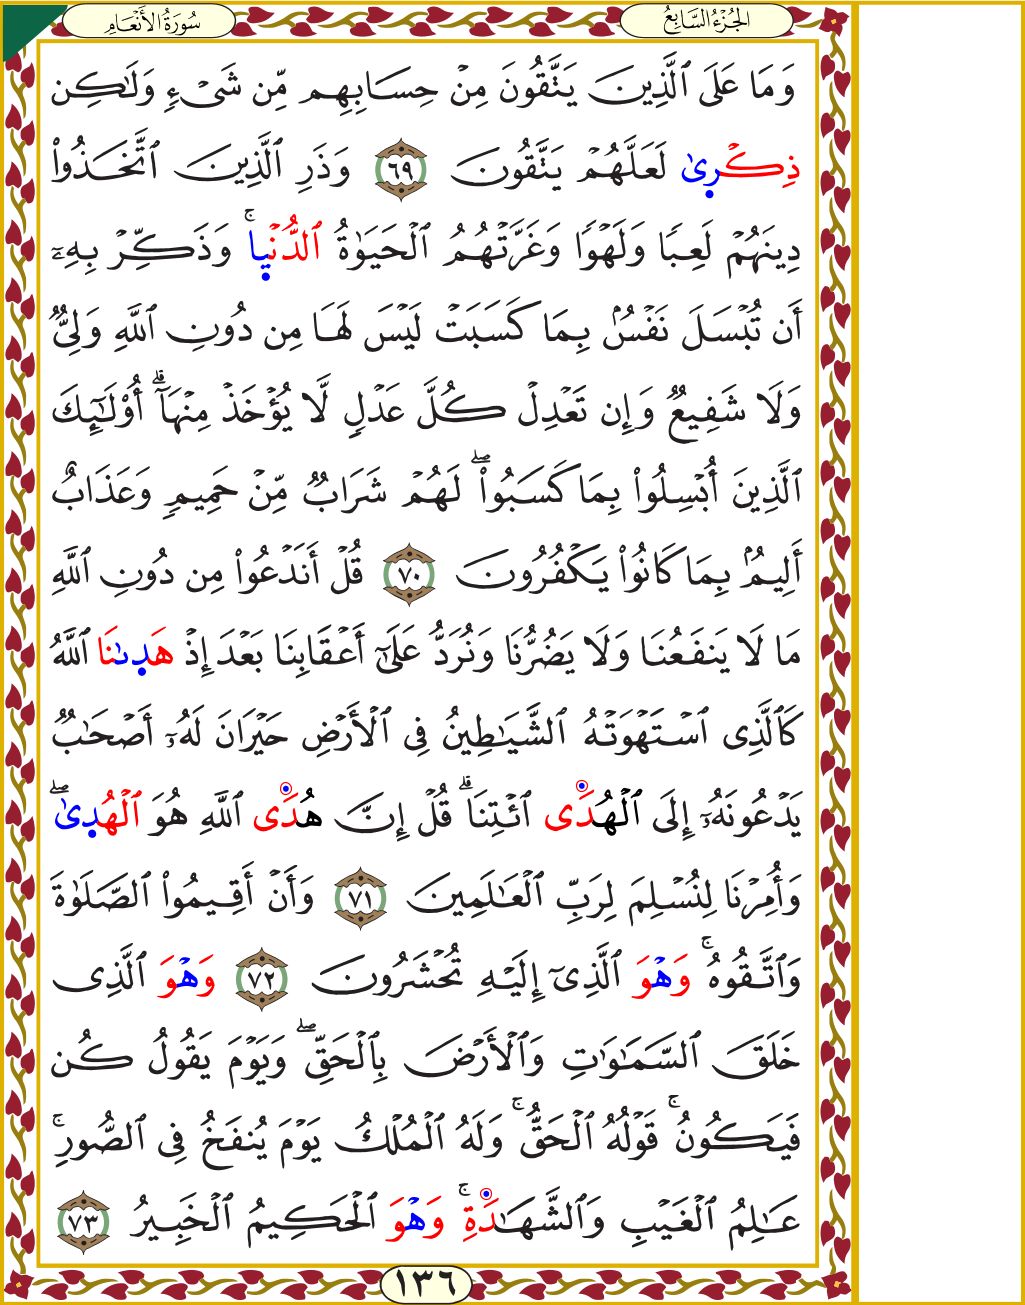 الجُزْءُ السَّابِعُ
سُورَةُ الأَنْعَامِ
وَمَا عَلَى ٱلَّذِينَ يَتَّقُونَ مِنْ حِسَابِهِم مِّن شَىْءٍ وَلَٰكِن
ذِكْرِىٰ لَعَلَّهُمْ يَتَّقُونَ ٦٩ وَذَرِ ٱلَّذِينَ ٱتَّخَذُوا۟
دِينَهُمْ لَعِبًا وَلَهْوًا وَغَرَّتْهُمُ ٱلْحَيَوٰةُ ٱلدُّنْيِا ۚ وَذَكِّرْ بِهِۦٓ
أَن تُبْسَلَ نَفْسٌۢ بِمَا كَسَبَتْ لَيْسَ لَهَا مِن دُونِ ٱللَّهِ وَلِىٌّ
وَلَا شَفِيعٌ وَإِن تَعْدِلْ كُلَّ عَدْلٍ لَّا يُؤْخَذْ مِنْهَآ ۗ أُو۟لَٰٓئِكَ
ٱلَّذِينَ أُبْسِلُوا۟ بِمَا كَسَبُوا۟ ۖ لَهُمْ شَرَابٌ مِّنْ حَمِيمٍ وَعَذَابٌ
أَلِيمٌۢ بِمَا كَانُوا۟ يَكْفُرُونَ ٧٠ قُلْ أَنَدْعُوا۟ مِن دُونِ ٱللَّهِ
مَا لَا يَنفَعُنَا وَلَا يَضُرُّنَا وَنُرَدُّ عَلَىٰٓ أَعْقَابِنَا بَعْدَ إِذْ هَدِىٰنَا ٱللَّهُ
كَٱلَّذِى ٱسْتَهْوَتْهُ ٱلشَّيَٰطِينُ فِى ٱلْأَرْضِ حَيْرَانَ لَهُۥٓ أَصْحَٰبٌ
يَدْعُونَهُۥٓ إِلَى ٱلْهُدَى ٱئْتِنَا ۗ قُلْ إِنَّ هُدَى ٱللَّهِ هُوَ ٱلْهُدِىٰ ۖ
وَأُمِرْنَا لِنُسْلِمَ لِرَبِّ ٱلْعَٰلَمِينَ ٧١ وَأَنْ أَقِيمُوا۟ ٱلصَّلَوٰةَ
وَٱتَّقُوهُ ۚ وَهْوَ ٱلَّذِىٓ إِلَيْهِ تُحْشَرُونَ ٧٢ وَهْوَ ٱلَّذِى
خَلَقَ ٱلسَّمَٰوَٰتِ وَٱلْأَرْضَ بِٱلْحَقِّ ۖ وَيَوْمَ يَقُولُ كُن
فَيَكُونُ ۚ قَوْلُهُ ٱلْحَقُّ ۚ وَلَهُ ٱلْمُلْكُ يَوْمَ يُنفَخُ فِى ٱلصُّورِ ۚ
عَٰلِمُ ٱلْغَيْبِ وَٱلشَّهَٰدَةِ ۚ وَهْوَ ٱلْحَكِيمُ ٱلْخَبِيرُ ٧٣
١٣٦